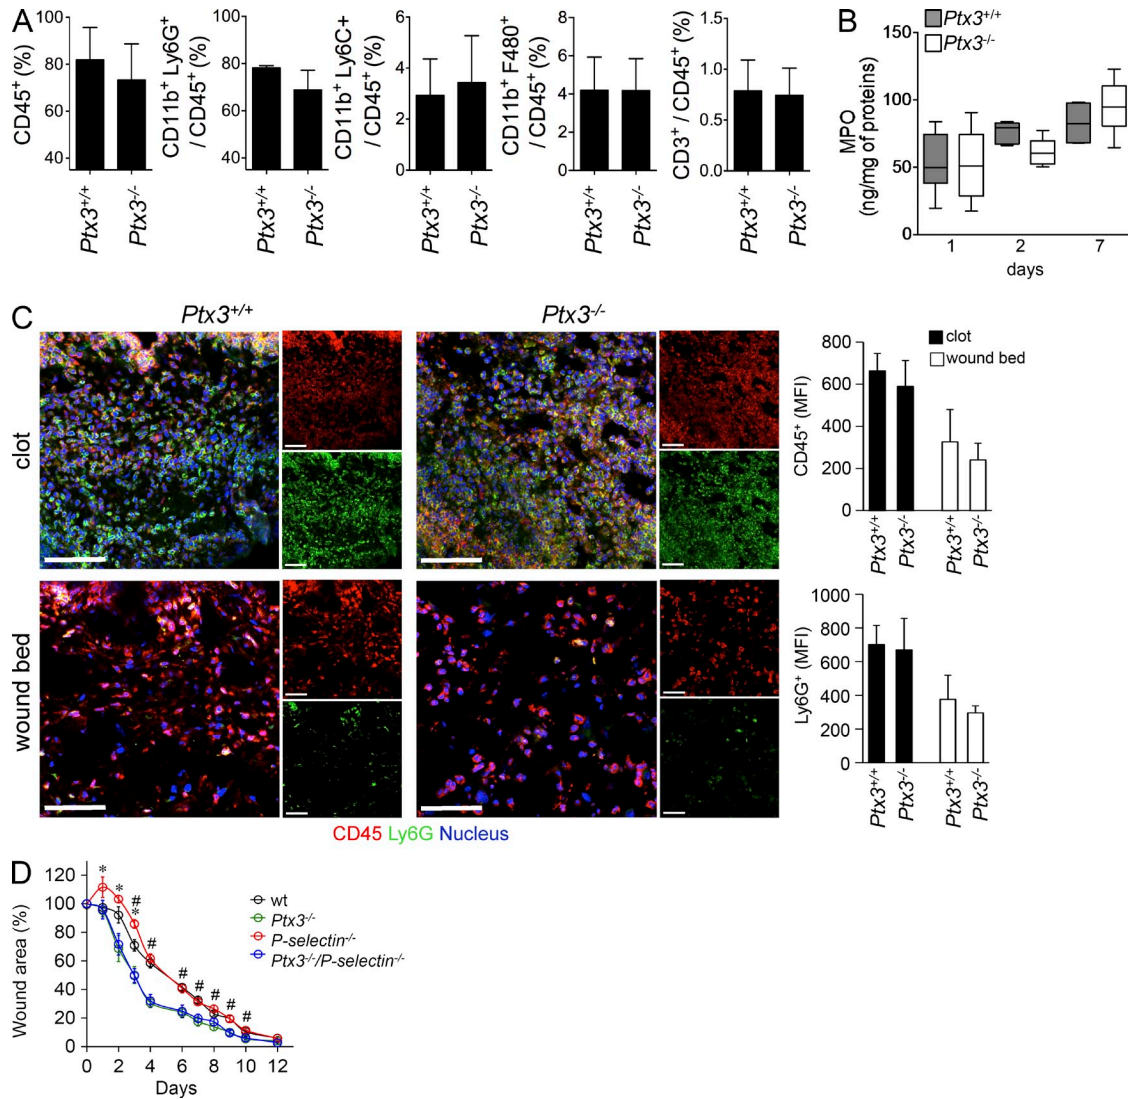 A
CD45+ (%)
100
80
60
40
Ptx3+/+
Ptx3-/-
CD11b+ Ly6G+
/ CD45+ (%)
100
80
60
40
Ptx3+/+
Ptx3-/-
CD11b+ Ly6C+
/ CD45+ (%)
6
4
2
0
Ptx3+/+
Ptx3-/-
CD11b+ F480+
/ CD45+ (%)
8
6
4
2
0
Ptx3+/+
Ptx3-/-
CD3+ / CD45+ (%)
1.5
1.0
0.5
0.0
Ptx3+/+
Ptx3-/-
B
Ptx3+/+
Ptx3-/-
MPO
(ng/mg of proteins)
150
100
50
0
1 2 7
days
C
Ptx3+/+
Ptx3-/-
clot
wound bed
CD45 Ly6G Nucleus
clot
wound bed
CD45+ (MFI)
800
600
400
200
0
Ptx3+/+
Ptx3-/-
Ptx3+/+
Ptx3-/-
Ly6G+ (MFI)
1000
800
600
400
200
0
Ptx3+/+
Ptx3-/-
Ptx3+/+
Ptx3-/-
D
Wound area (%)
120
100
80
60
40
20
0
* * # * # # # # # #
wt
Ptx3-/-
P-selectin-/-
Ptx3-/-/P-selectin-/-
0 2 4 6 8 10 12
Days